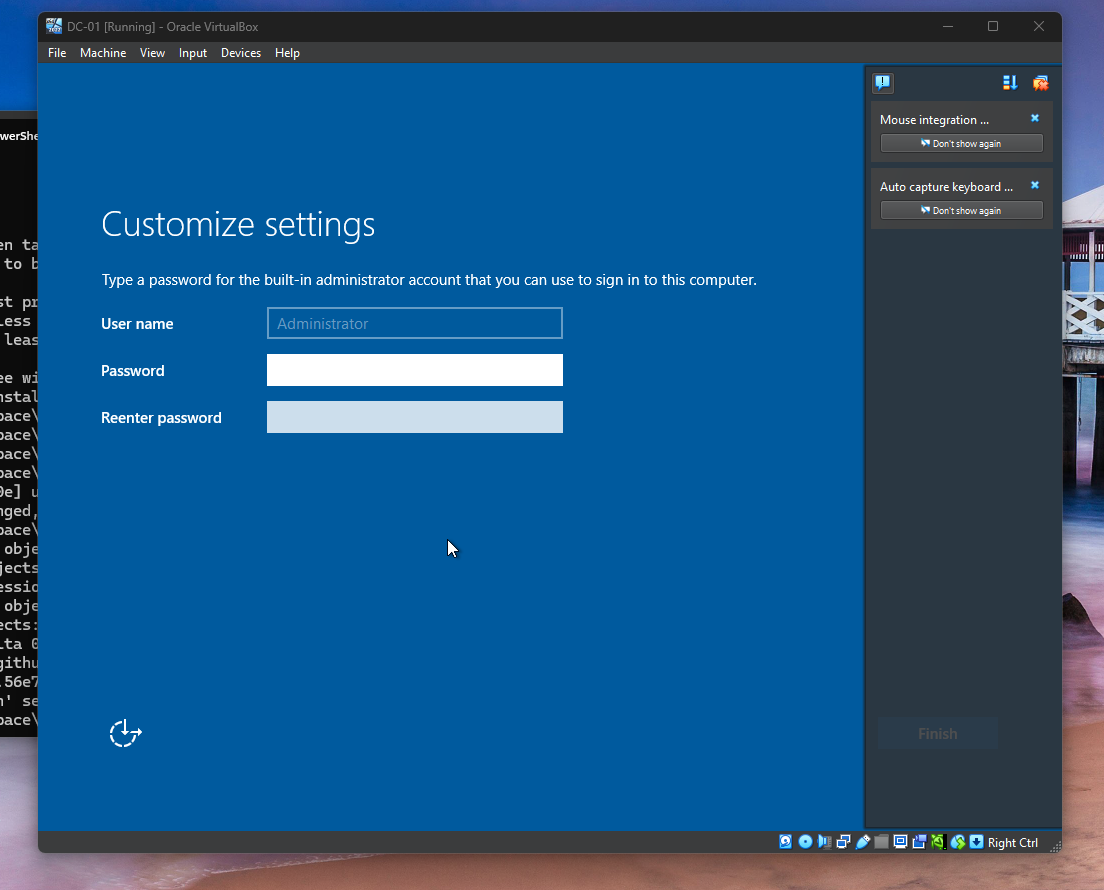 DC-01 [Running] - Oracle VirtualBox
File Machine View Input Devices Help
Mouse integration ...
Don't show again
Auto capture keyboard ...
Don't show again
Customize settings
Type a password for the built-in administrator account that you can use to sign in to this computer.
User name
Administrator
Password
Reenter password
Finish
Right Ctrl
werShe
en ta
to b
st pr
less
leas
ee wi
nstal
pace\
pace\
pace\
pace\
0e] u
nged,
pace\
obje
jects
essio
obje
ects:
lta 0
githu
.56e7
n' se
pace\